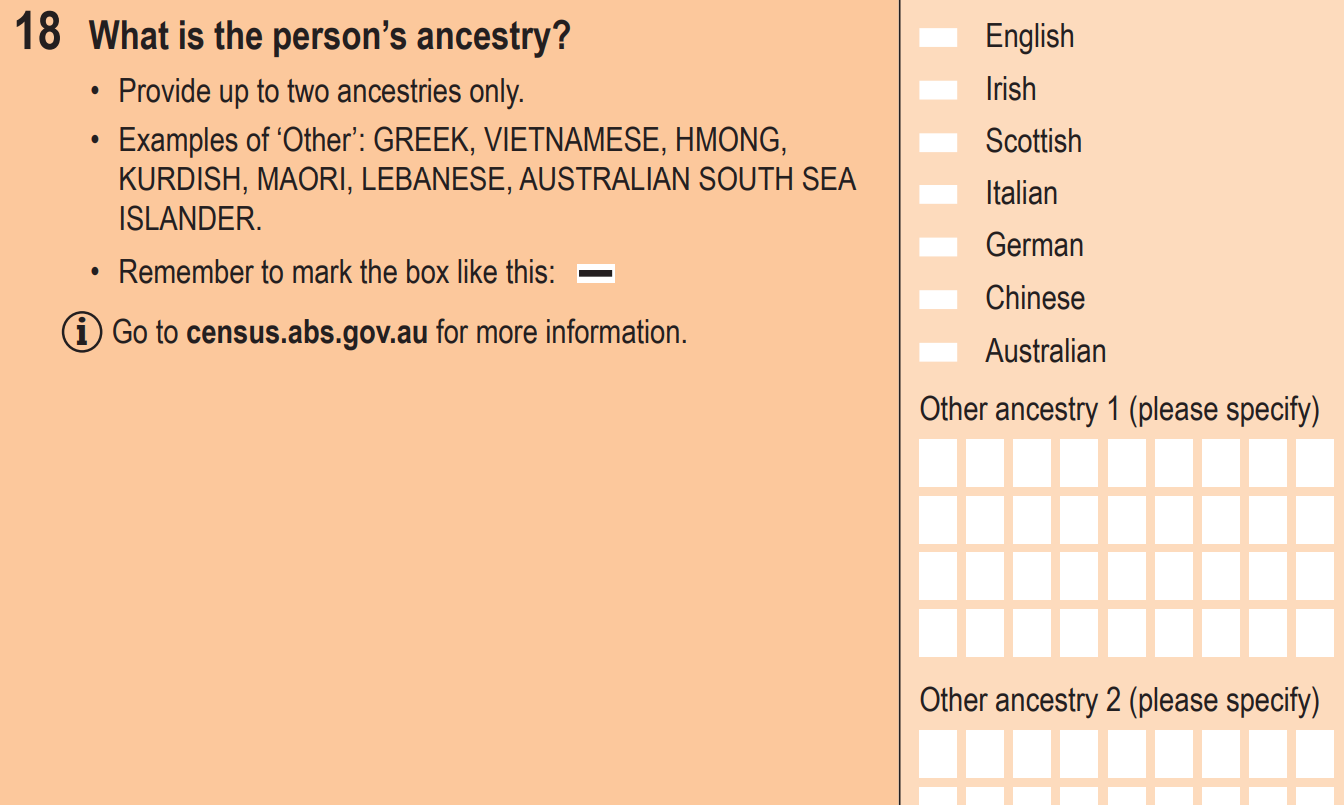 18 What is the person’s ancestry?
• Provide up to two ancestries only.
• Examples of ‘Other’: GREEK, VIETNAMESE, HMONG,
KURDISH, MAORI, LEBANESE, AUSTRALIAN SOUTH SEA
ISLANDER.
• Remember to mark the box like this:
i Go to census.abs.gov.au for more information.
English
Irish
Scottish
Italian
German
Chinese
Australian
Other ancestry 1 (please specify)
Other ancestry 2 (please specify)